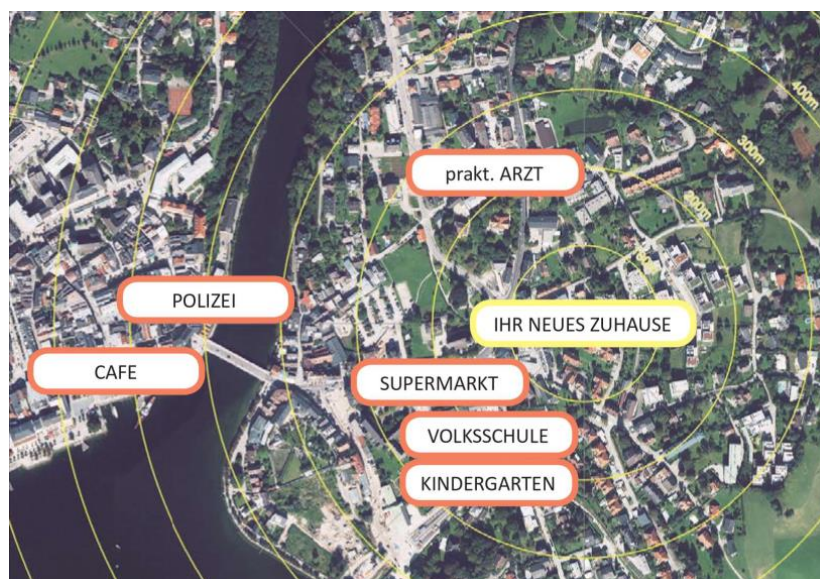 400m
300m
prakt. ARZT
200m
POLIZEI
IHR NEUES ZUHAUSE
CAFE
SUPERMARKT
VOLKSSCHULE
KINDERGARTEN